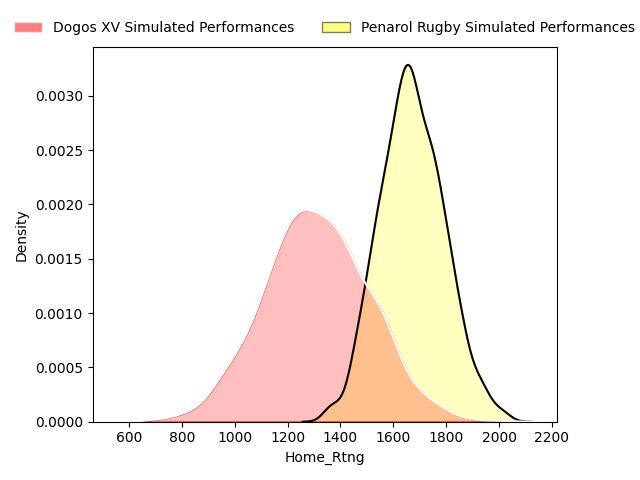 Dogos XV Simulated Performances Penarol Rugby Simulated Performances
0.0030
0.0025
0.0020
0.0015
0.0010
0.0005
0.0000
Density
600 800 1000 1200 1400 1600 1800 2000 2200
Home_Rtng